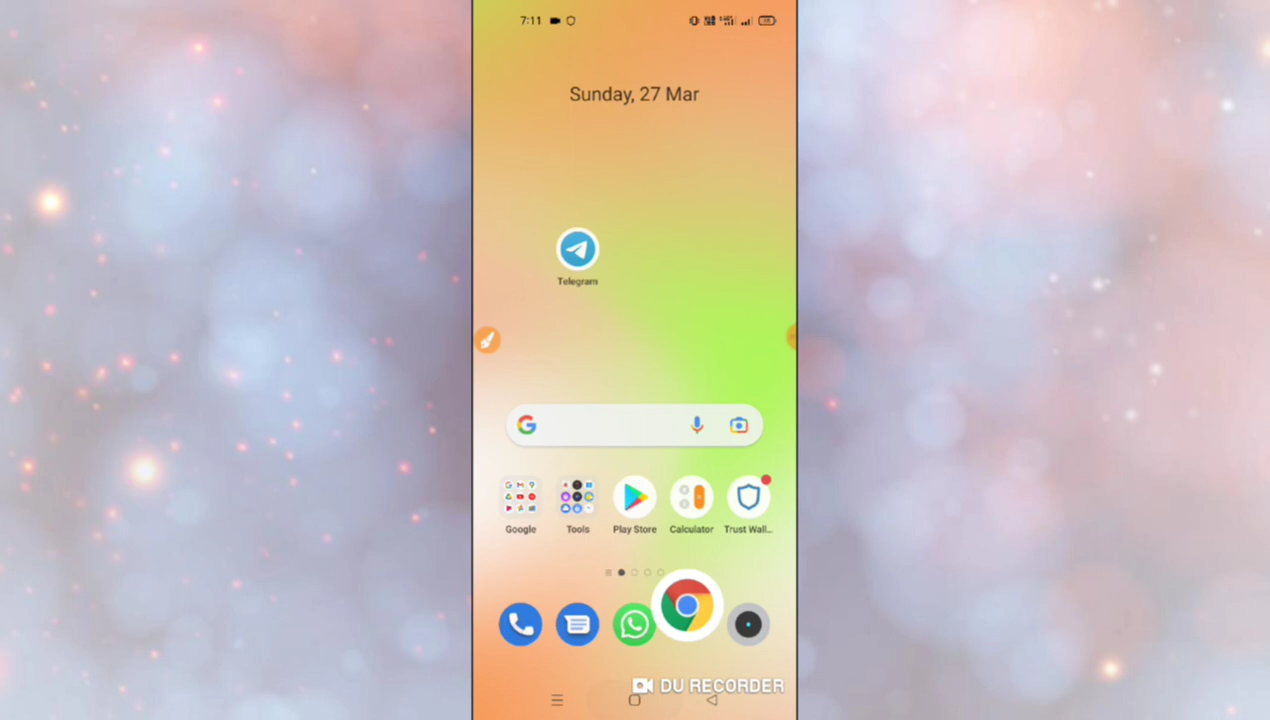 7:11
Sunday, 27 Mar
Telegram
Google
Tools
Play Store
Calculator
Trust Wall...
DU RECORDER